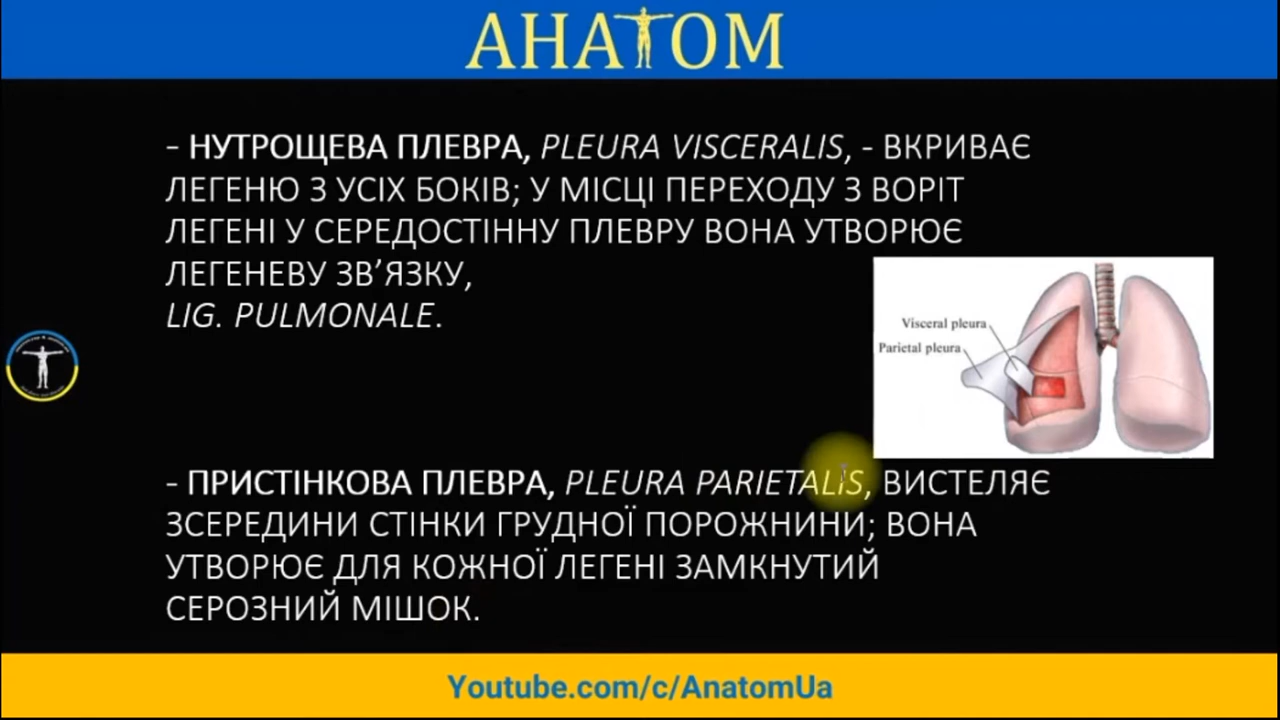 АНАТОМ
- НУТРОЩЕВА ПЛЕВРА, PLEURA VISCERALIS, - ВКРИВАЄ
ЛЕГЕНЮ З УСІХ БОКІВ; У МІСЦІ ПЕРЕХОДУ З ВОРІТ
ЛЕГЕНІ У СЕРЕДОСТІННУ ПЛЕВРУ ВОНА УТВОРЮЄ
ЛЕГЕНЕВУ ЗВ’ЯЗКУ,
LIG. PULMONALE.
Visceral pleura
Parietal pleura
- ПРИСТІНКОВА ПЛЕВРА, PLEURA PARIETALIS, ВИСТЕЛЯЄ
ЗСЕРЕДИНИ СТІНКИ ГРУДНОЇ ПОРОЖНИНИ; ВОНА
УТВОРЮЄ ДЛЯ КОЖНОЇ ЛЕГЕНІ ЗАМКНУТИЙ
СЕРОЗНИЙ МІШОК.
Youtube.com/c/AnatomUa